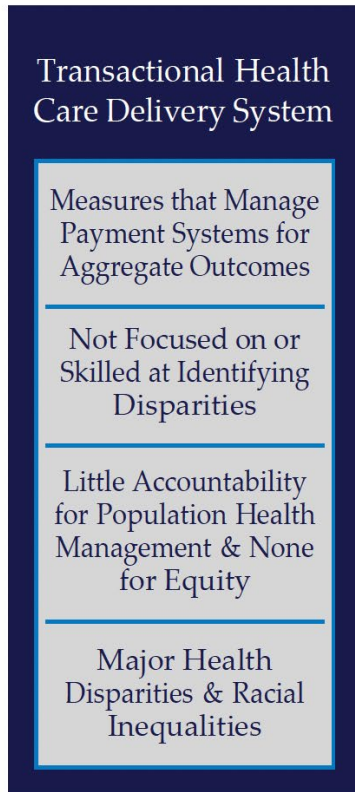 Transactional Health
Care Delivery System
Measures that Manage
Payment Systems for
Aggregate Outcomes
Not Focused on or
Skilled at Identifying
Disparities
Little Accountability
for Population Health
Management & None
for Equity
Major Health
Disparities & Racial
Inequalities